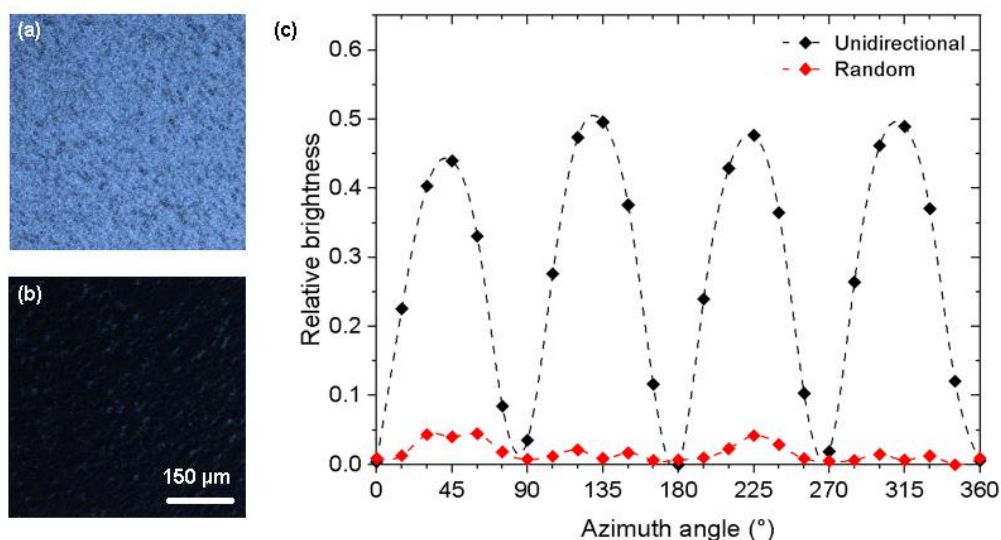 (a)
(b)
150 µm
(c)
Unidirectional
Random
Relative brightness
0.6
0.5
0.4
0.3
0.2
0.1
0.0
0 45 90 135 180 225 270 315 360
Azimuth angle (°)